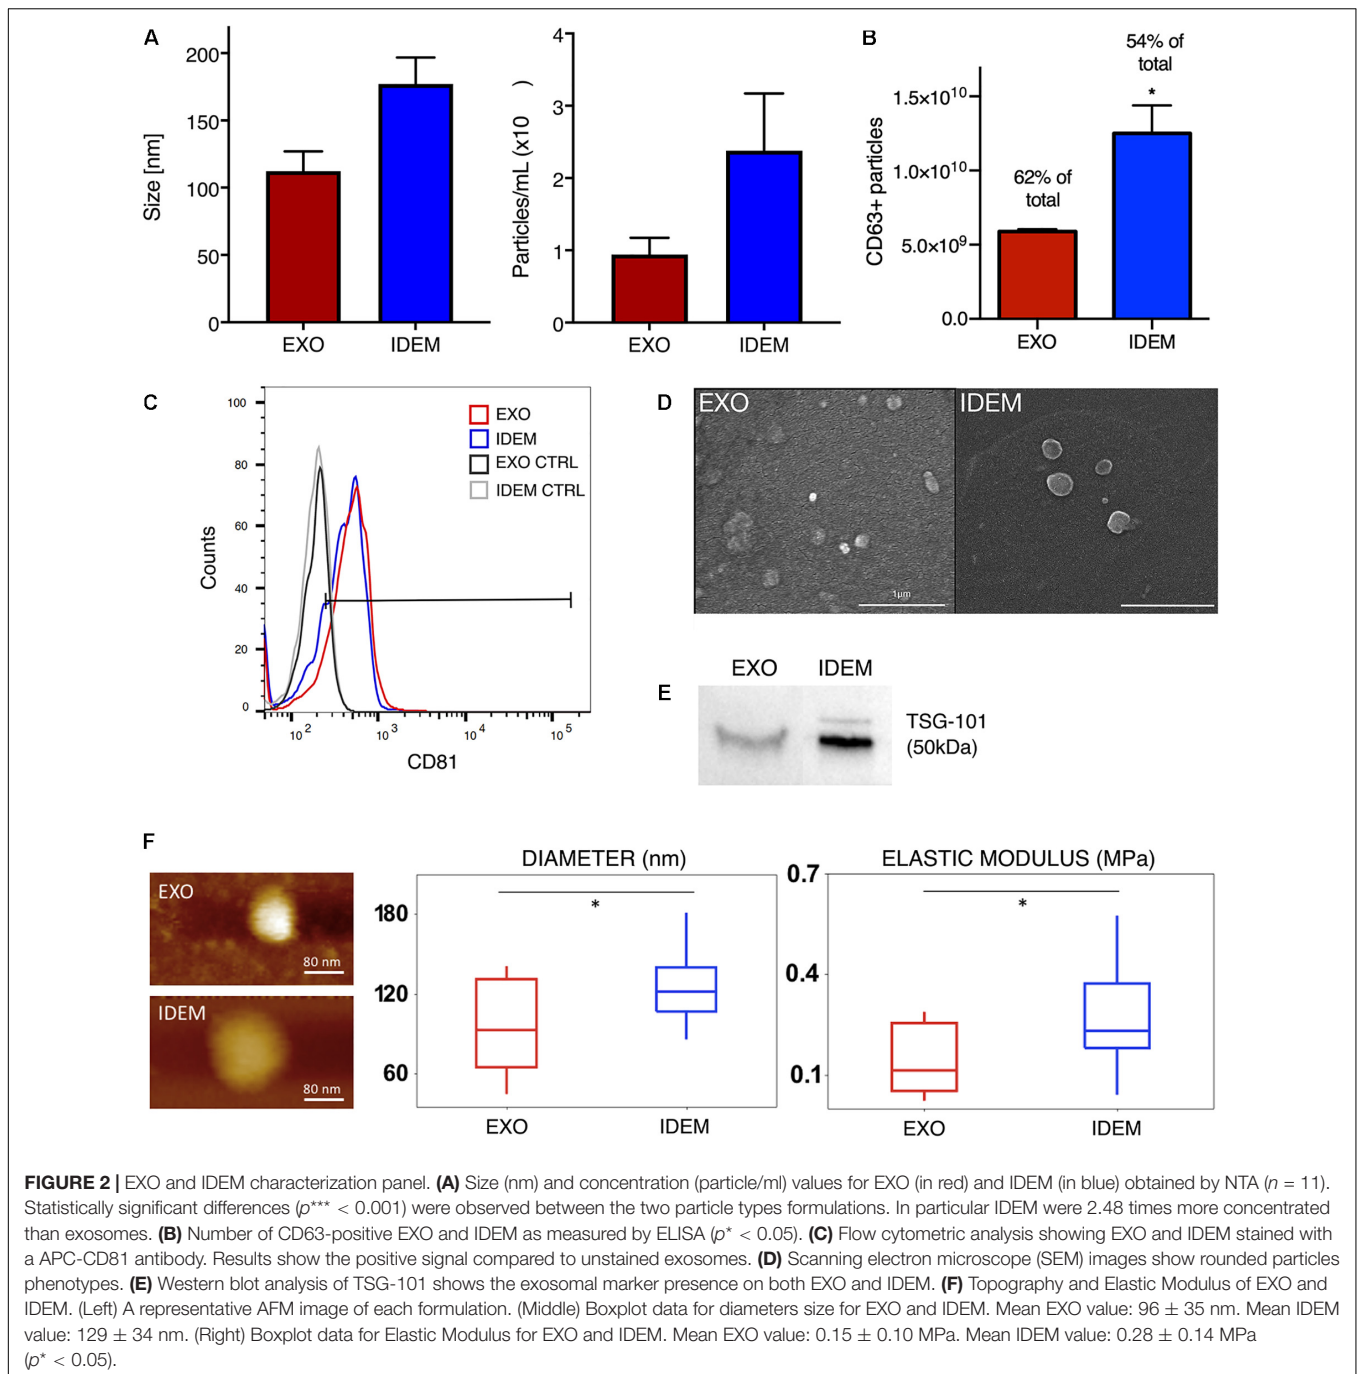 A
Size [nm]
200
150
100
50
0
EXO
IDEM
Particles/mL (x10 )
4
3
2
1
0
EXO
IDEM
B
CD63+ particles
1.5×10¹⁰
1.0×10¹⁰
5.0×10⁹
0.0
62% of
total
54% of
total
*
EXO
IDEM
C
Counts
100
80
60
40
20
0
EXO
IDEM
EXO CTRL
IDEM CTRL
10² 10³ 10⁴ 10⁵
CD81
D
EXO
1µm
IDEM
E
EXO IDEM
TSG-101
(50kDa)
F
EXO
80 nm
IDEM
80 nm
DIAMETER (nm)
*
180
120
60
EXO
IDEM
ELASTIC MODULUS (MPa)
*
0.7
0.4
0.1
EXO
IDEM
FIGURE 2 | EXO and IDEM characterization panel. (A) Size (nm) and concentration (particle/ml) values for EXO (in red) and IDEM (in blue) obtained by NTA (n = 11).
Statistically significant differences (p*** < 0.001) were observed between the two particle types formulations. In particular IDEM were 2.48 times more concentrated
than exosomes. (B) Number of CD63-positive EXO and IDEM as measured by ELISA (p* < 0.05). (C) Flow cytometric analysis showing EXO and IDEM stained with
a APC-CD81 antibody. Results show the positive signal compared to unstained exosomes. (D) Scanning electron microscope (SEM) images show rounded particles
phenotypes. (E) Western blot analysis of TSG-101 shows the exosomal marker presence on both EXO and IDEM. (F) Topography and Elastic Modulus of EXO and
IDEM. (Left) A representative AFM image of each formulation. (Middle) Boxplot data for diameters size for EXO and IDEM. Mean EXO value: 96 ± 35 nm. Mean IDEM
value: 129 ± 34 nm. (Right) Boxplot data for Elastic Modulus for EXO and IDEM. Mean EXO value: 0.15 ± 0.10 MPa. Mean IDEM value: 0.28 ± 0.14 MPa
(p* < 0.05).